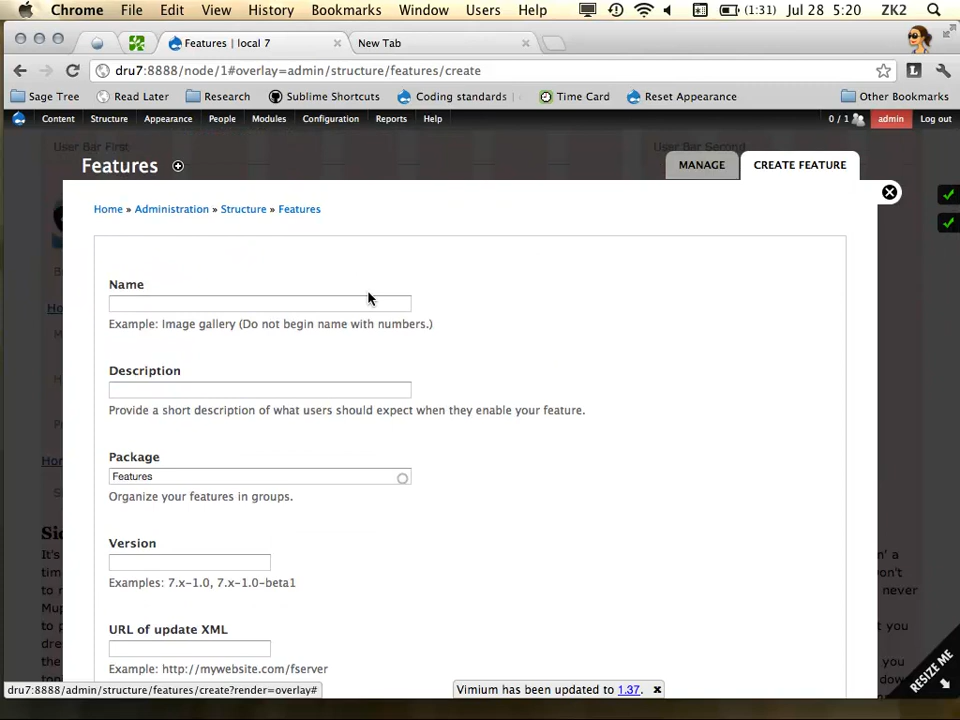 Chrome File Edit View History Bookmarks Window Users Help (1:31) Jul 28 5:20 ZK2
Features | local 7 New Tab
dru7:8888/node/1#overlay=admin/structure/features/create
Sage Tree Read Later Research Sublime Shortcuts Coding standards | Time Card Reset Appearance Other Bookmarks
Content Structure Appearance People Modules Configuration Reports Help 0 / 1 admin Log out
User Bar First User Bar Second
Features MANAGE CREATE FEATURE
Home » Administration » Structure » Features
Name
Example: Image gallery (Do not begin name with numbers.)
Description
Provide a short description of what users should expect when they enable your feature.
Package
Features
Organize your features in groups.
Version
Examples: 7.x-1.0, 7.x-1.0-beta1
URL of update XML
Example: http://mywebsite.com/fserver
dru7:8888/admin/structure/features/create?render=overlay#
Vimium has been updated to 1.37.
RESIZE ME